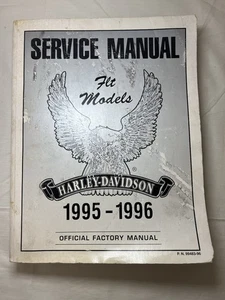 SERVICE MANUAL
Flt
Models
HARLEY-DAVIDSON
1995 - 1996
OFFICIAL FACTORY MANUAL